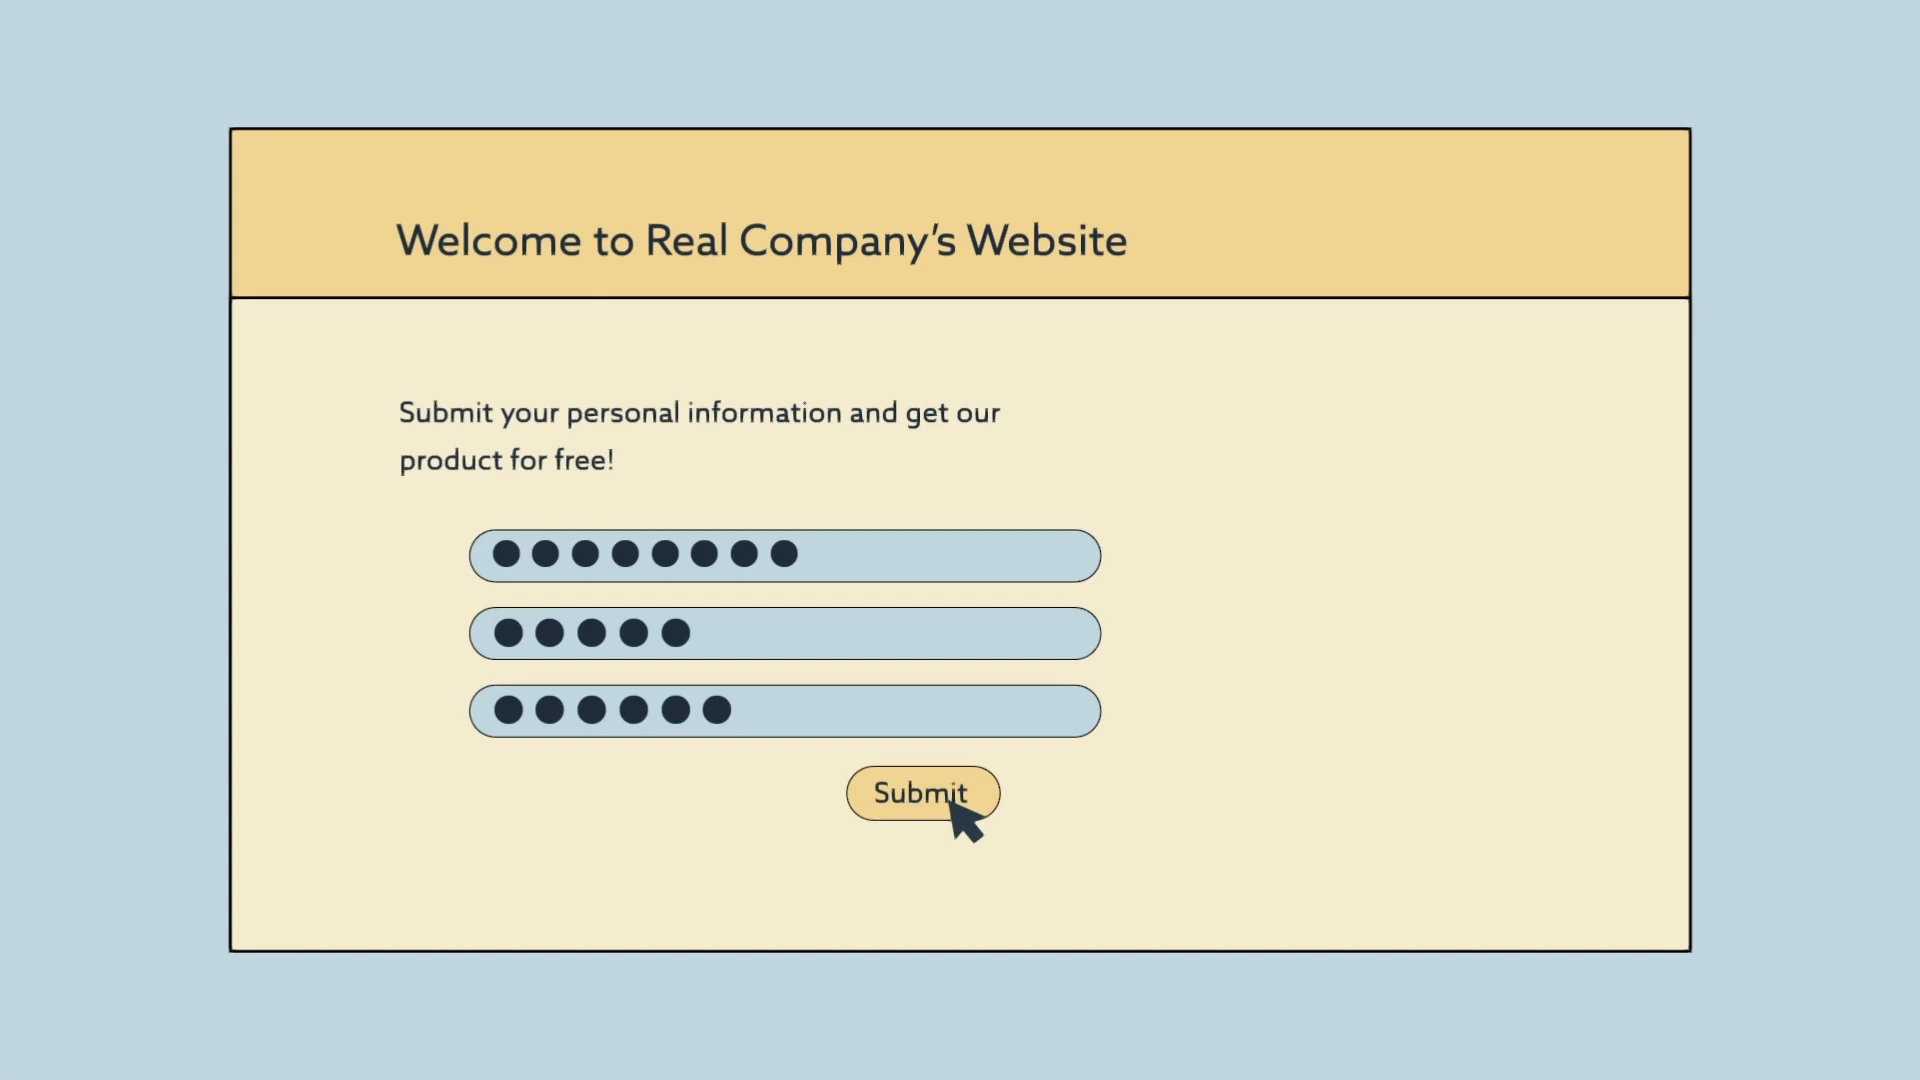 Welcome to Real Company's Website
Submit your personal information and get our
product for free!
Submit